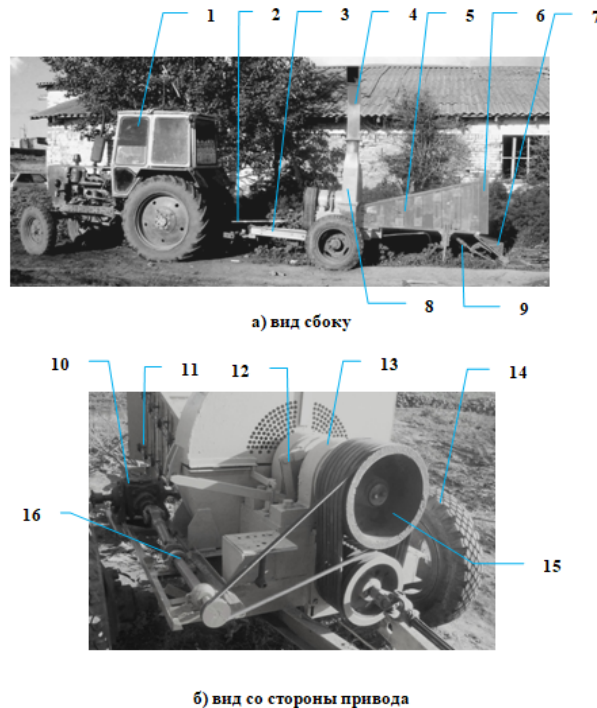 1 2 3 4 5 6 7
8 9
а) вид сбоку
10 11 12 13 14
16 15
б) вид со стороны привода